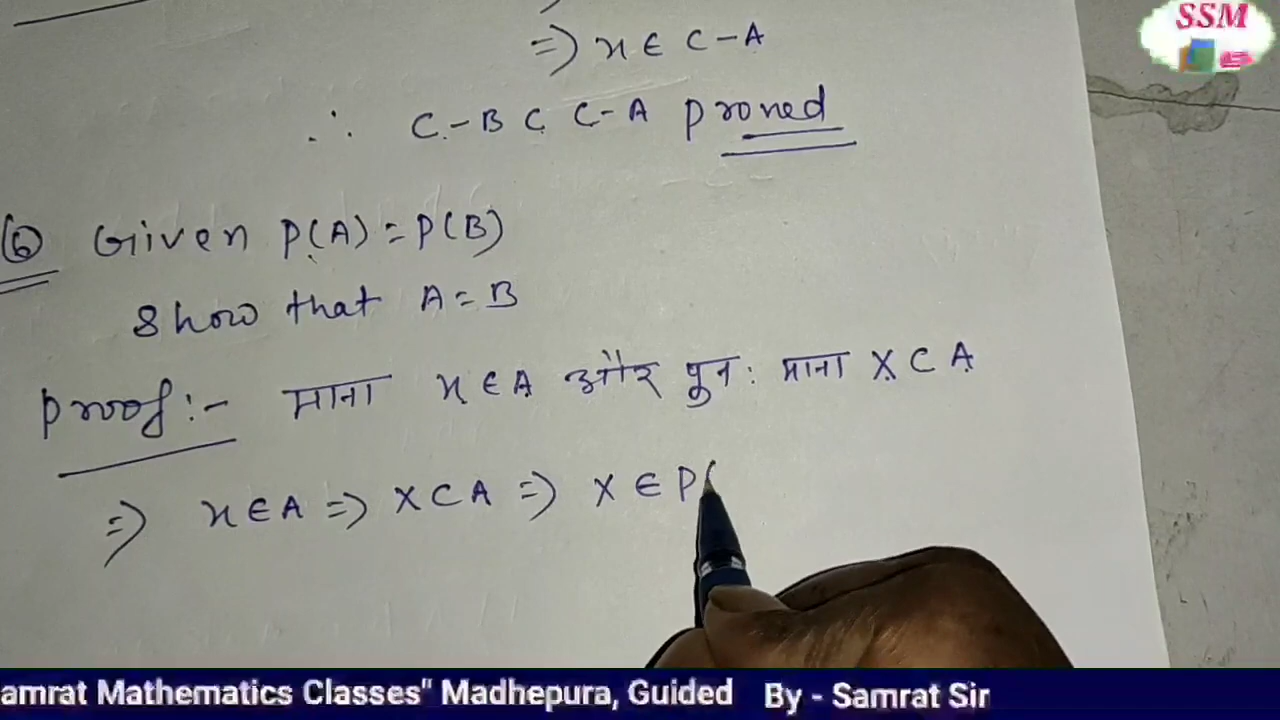 SSM
=> x ∈ C-A
∴ C-B ⊂ C-A proved
⑥ Given P(A) = P(B)
Show that A = B
Proof :- माना x ∈ A और पुन: माना X ⊂ A
=> x ∈ A => X ⊂ A => X ∈ P(
amrat Mathematics Classes" Madhepura, Guided By - Samrat Sir